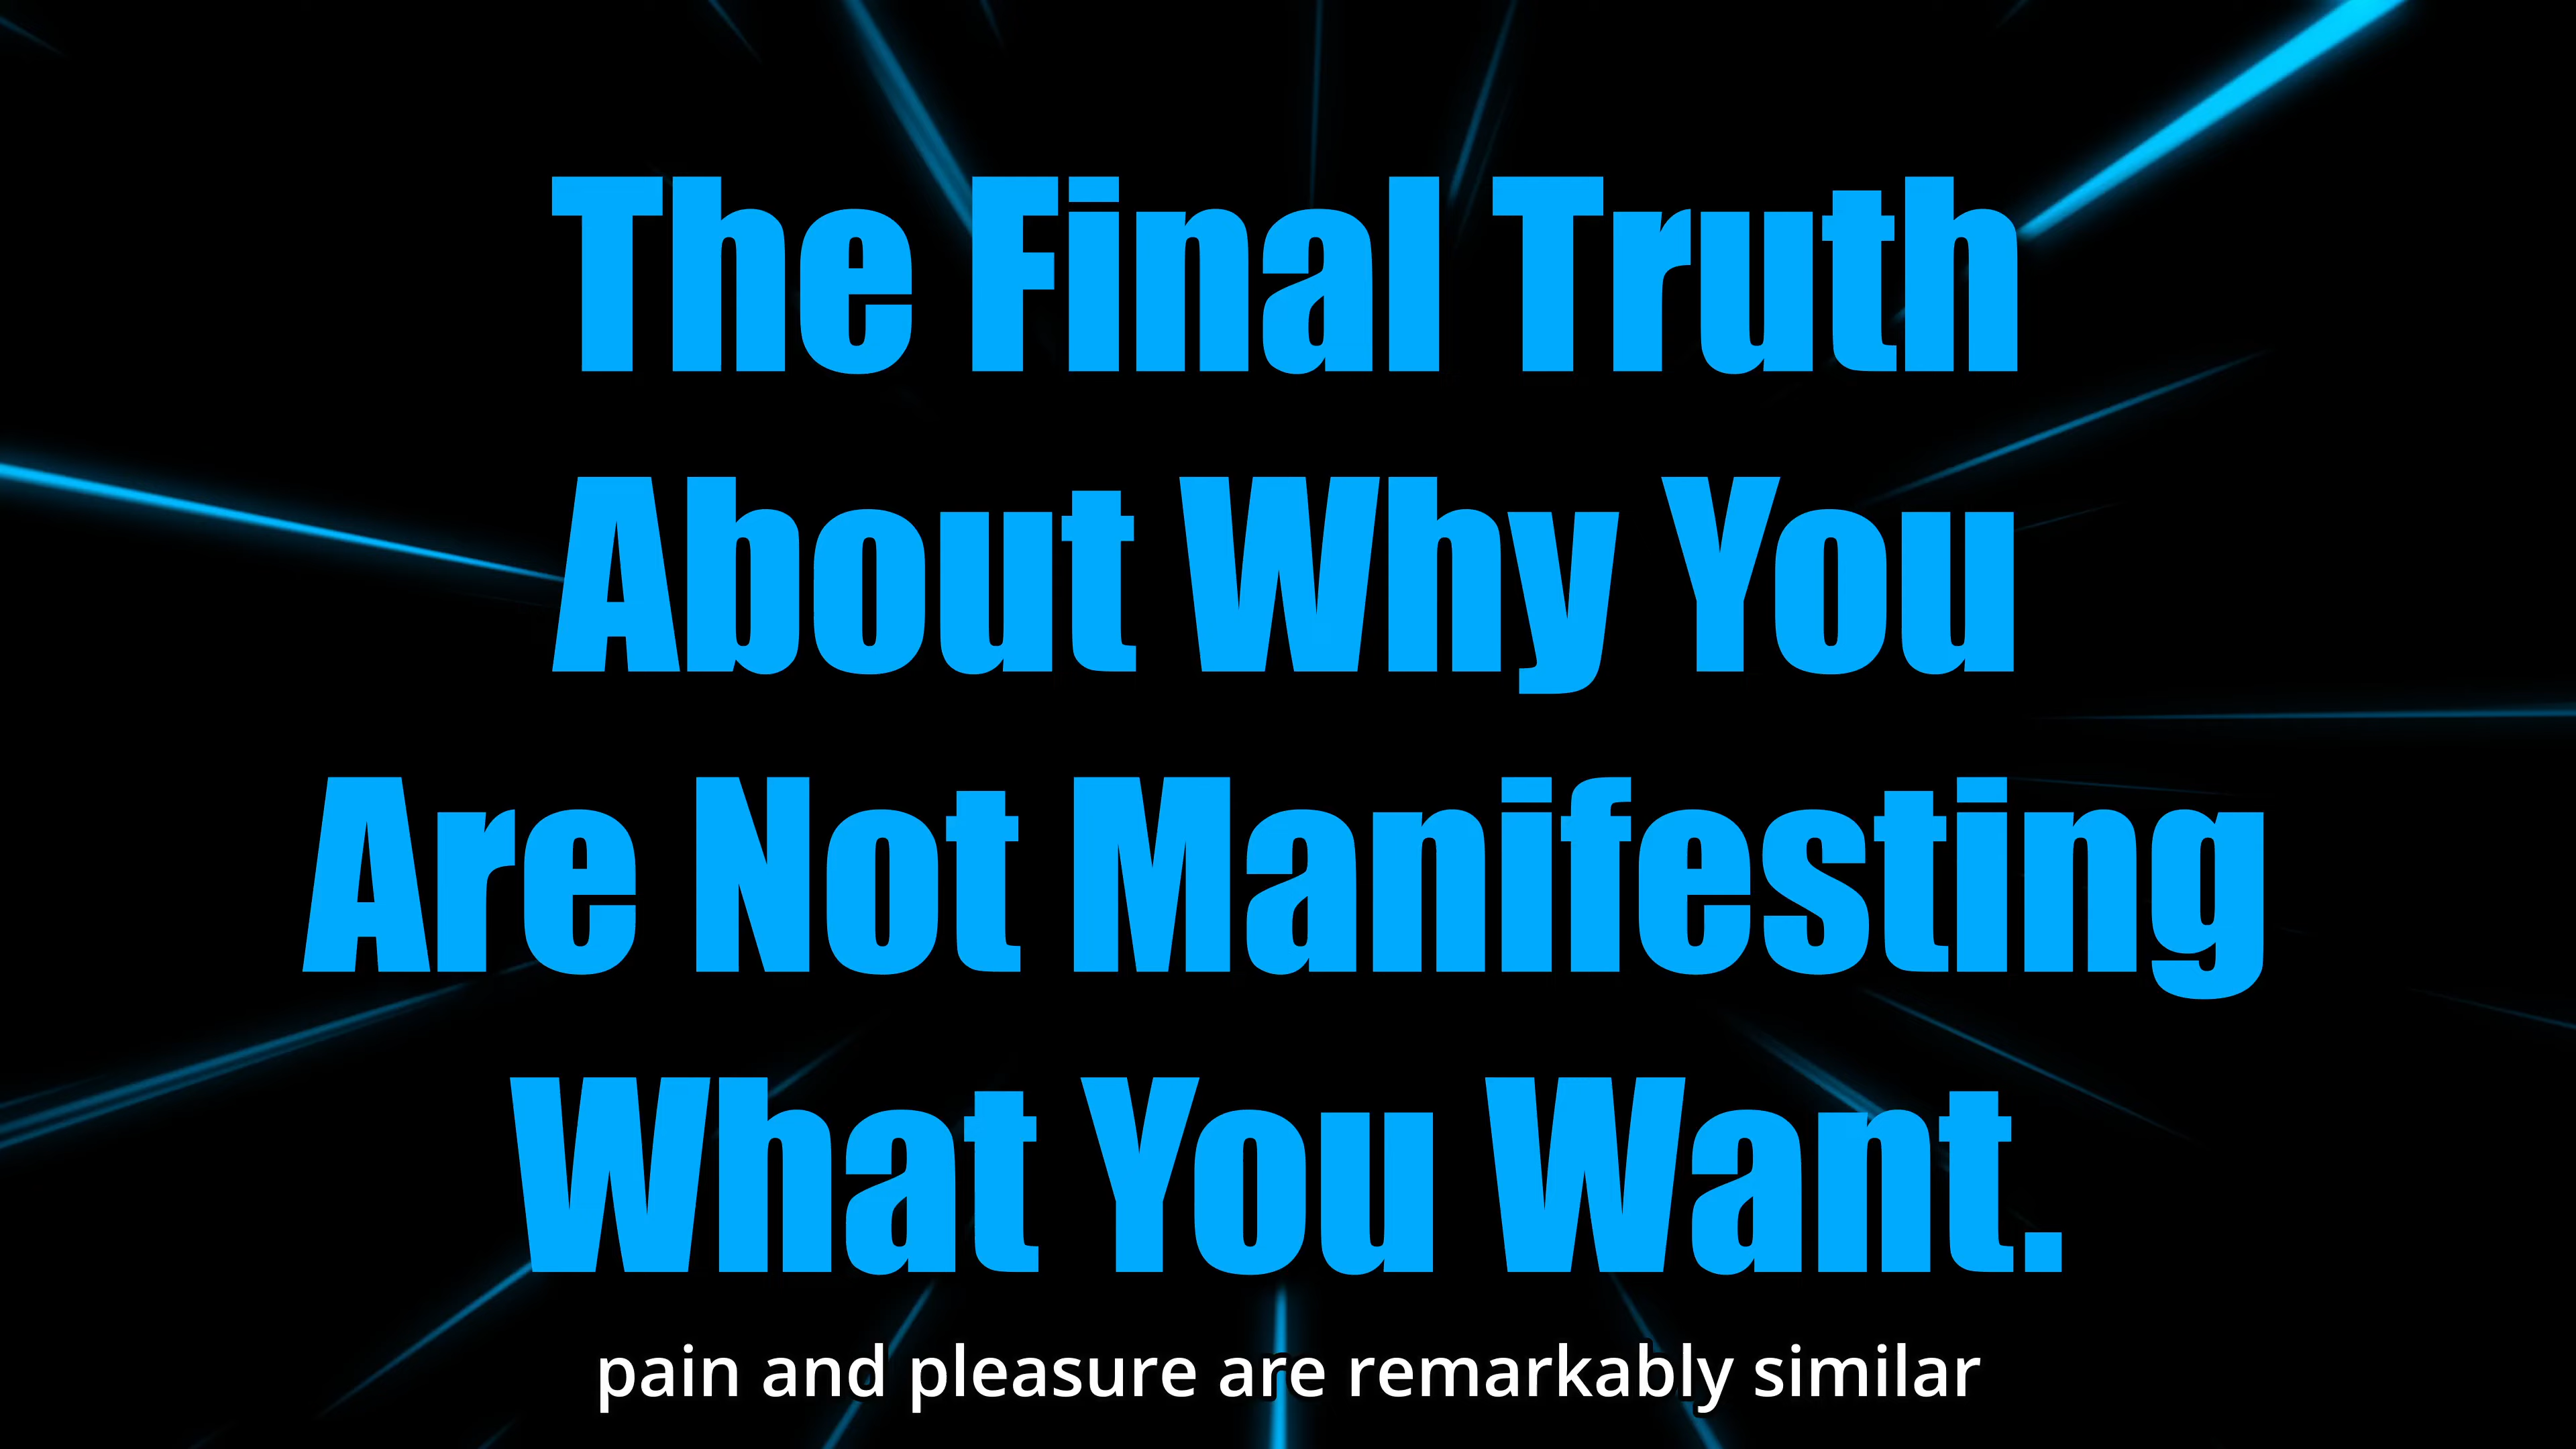 The Final Truth
About Why You
Are Not Manifesting
What You Want.
pain and pleasure are remarkably similar